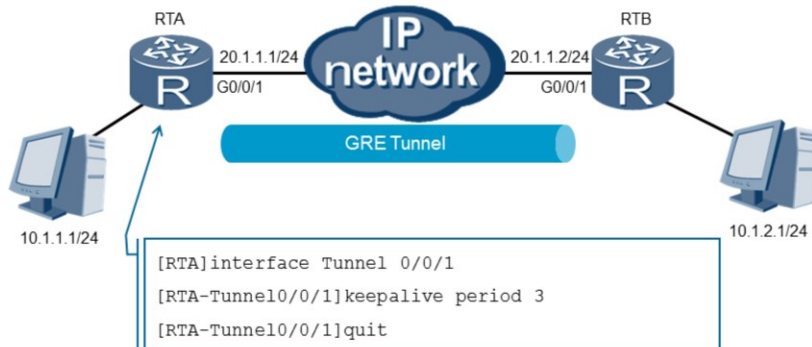 RTA
RTB
IP
network
20.1.1.1/24
20.1.1.2/24
G0/0/1
G0/0/1
R
R
GRE Tunnel
10.1.1.1/24
10.1.2.1/24
[RTA]interface Tunnel 0/0/1
[RTA-Tunnel0/0/1]keepalive period 3
[RTA-Tunnel0/0/1]quit